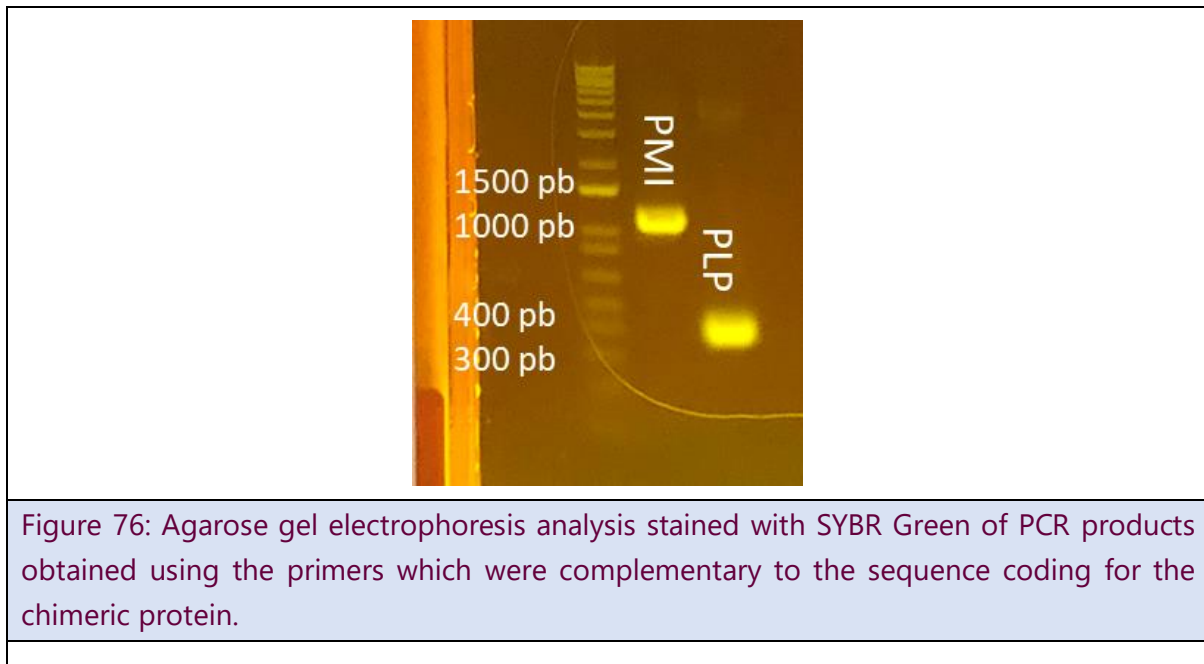 PMI
1500 pb
1000 pb
PLP
400 pb
300 pb
Figure 76: Agarose gel electrophoresis analysis stained with SYBR Green of PCR products
obtained using the primers which were complementary to the sequence coding for the
chimeric protein.